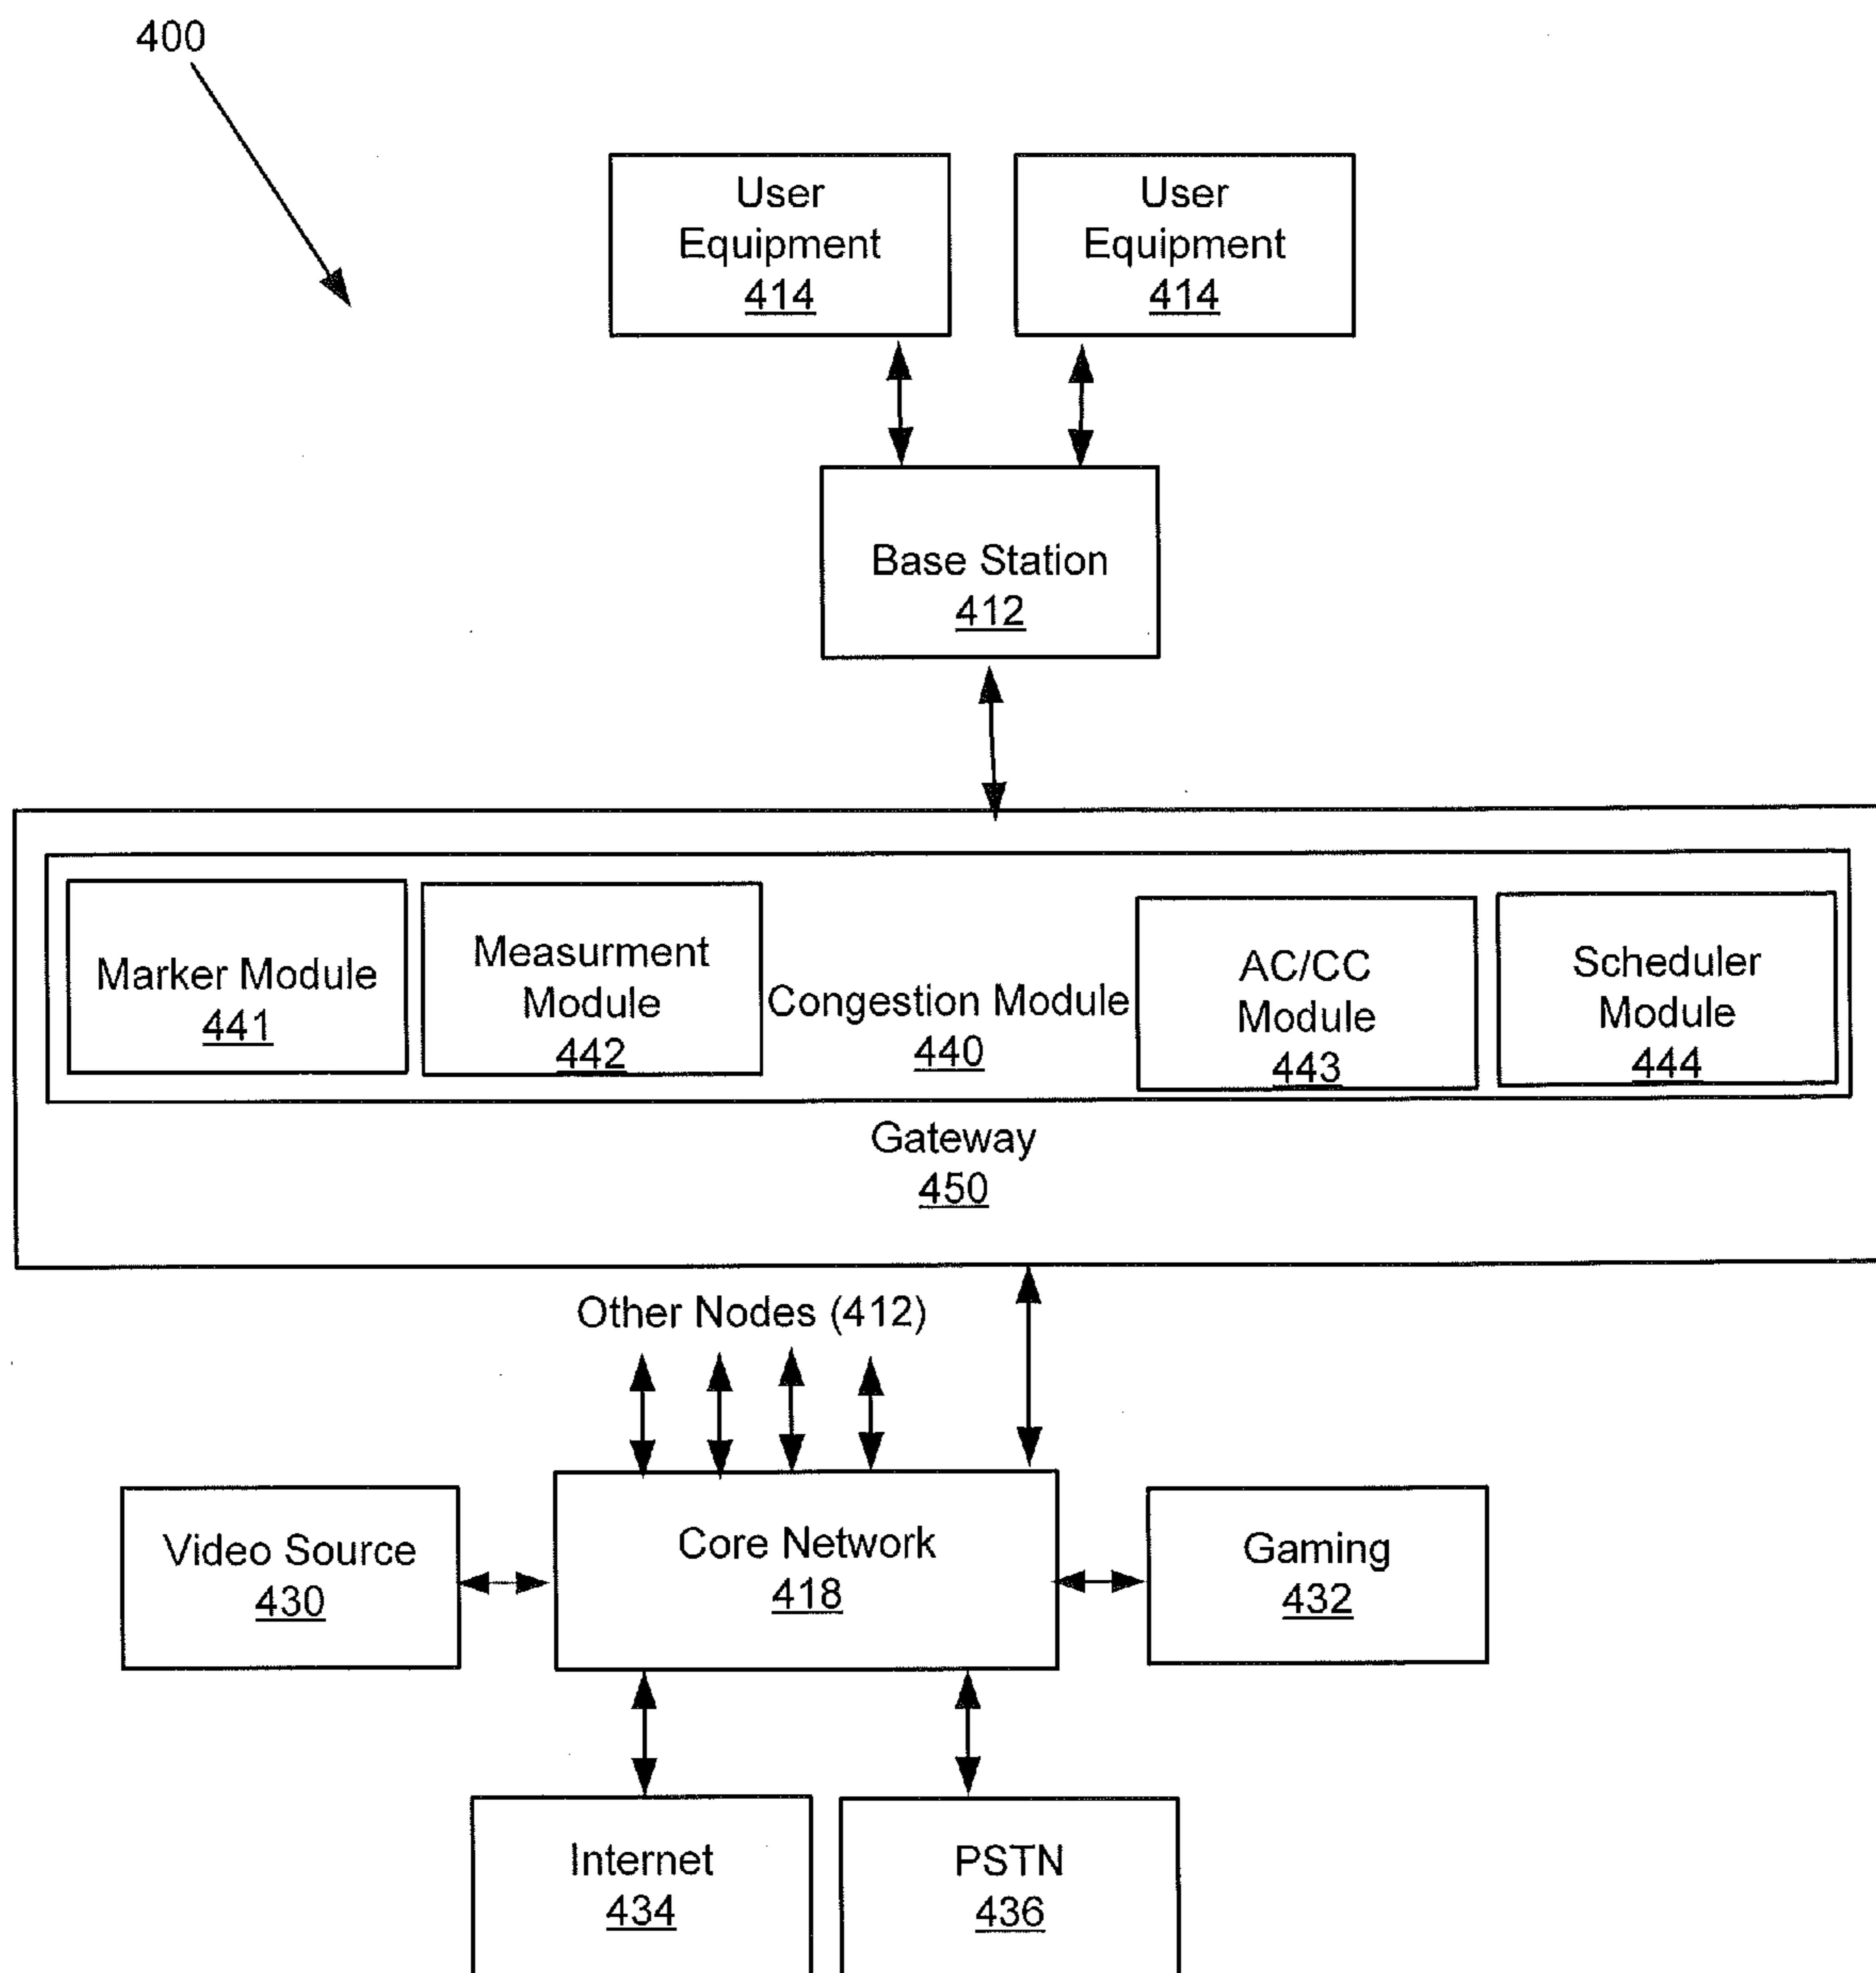 400
User
Equipment
414
User
Equipment
414
Base Station
412
Marker Module
441
Measurment
Module
442
Congestion Module
440
AC/CC
Module
443
Scheduler
Module
444
Gateway
450
Other Nodes (412)
Video Source
430
Core Network
418
Gaming
432
Internet
434
PSTN
436